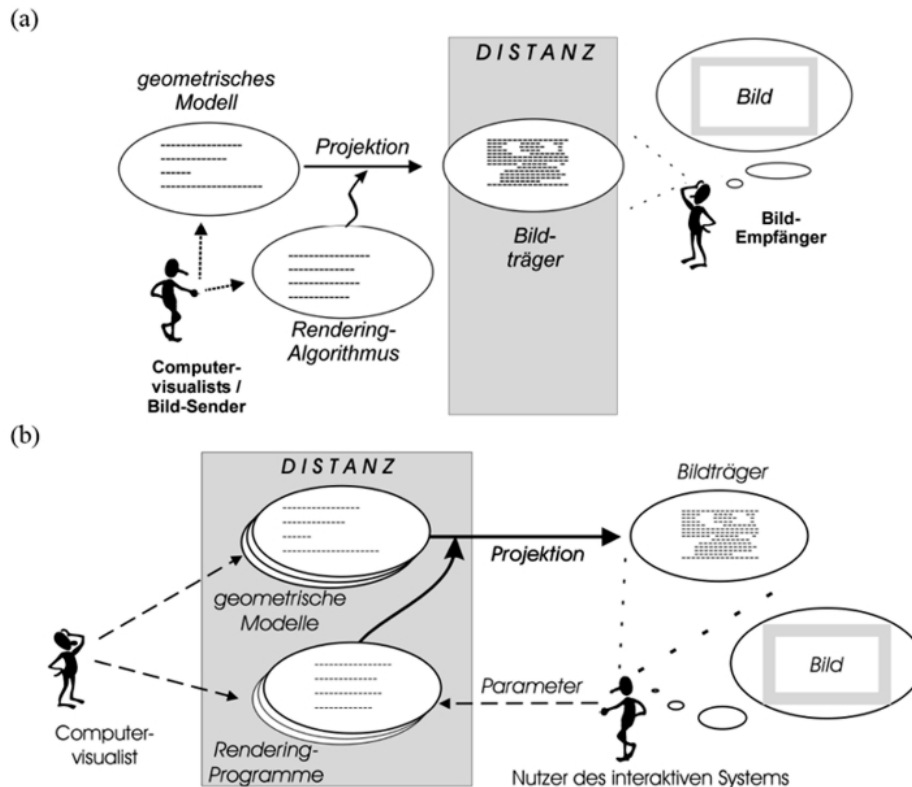 (a)
geometrisches
Modell
Projektion
DISTANZ
Bild
Bild-
träger
Bild-
Empfänger
Rendering-
Algorithmus
Computer-
visualists /
Bild-Sender
(b)
DISTANZ
Bildträger
Projektion
geometrische
Modelle
Bild
Parameter
Computer-
visualist
Rendering-
Programme
Nutzer des interaktiven Systems